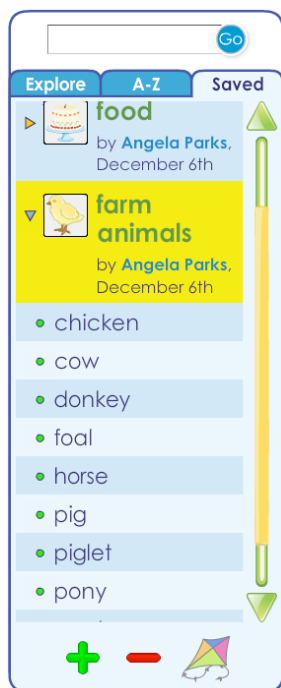 Go
Explore A-Z Saved
food
by Angela Parks,
December 6th
farm
animals
by Angela Parks,
December 6th
chicken
cow
donkey
foal
horse
pig
piglet
pony